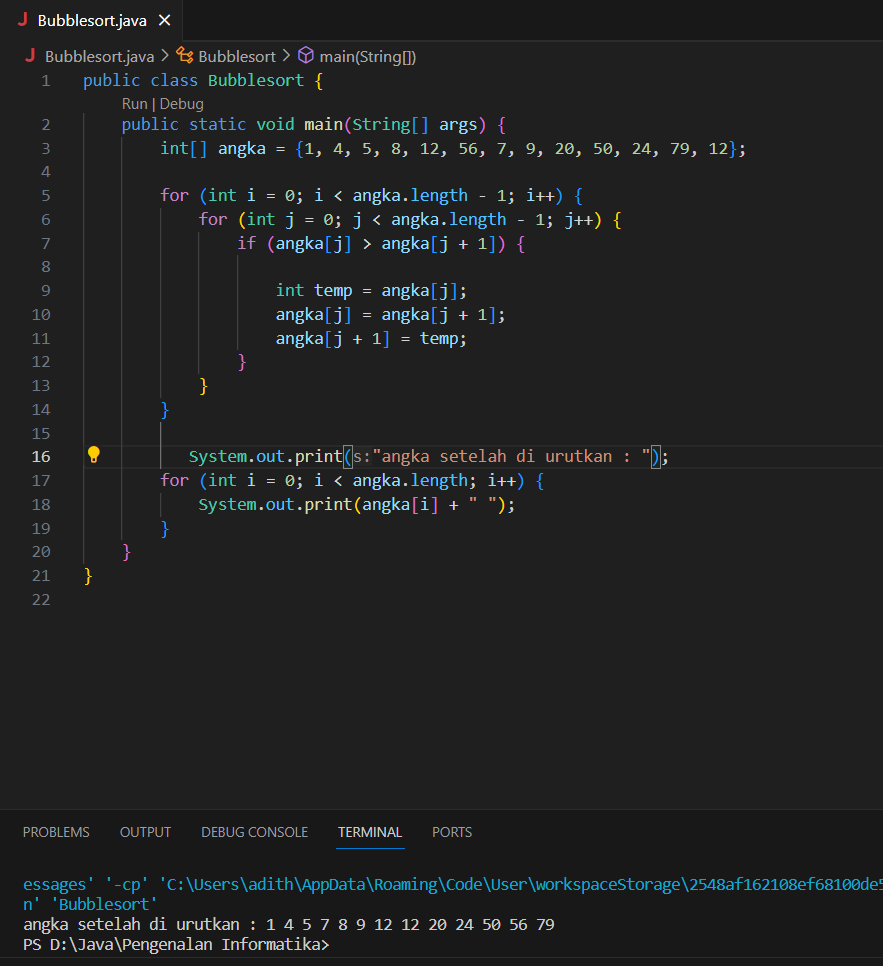 J Bubblesort.java ×
J Bubblesort.java > Bubblesort > main(String[])
1 public class Bubblesort {
Run | Debug
2 public static void main(String[] args) {
3 int[] angka = {1, 4, 5, 8, 12, 56, 7, 9, 20, 50, 24, 79, 12};
4
5 for (int i = 0; i < angka.length - 1; i++) {
6 for (int j = 0; j < angka.length - 1; j++) {
7 if (angka[j] > angka[j + 1]) {
8
9 int temp = angka[j];
10 angka[j] = angka[j + 1];
11 angka[j + 1] = temp;
12 }
13 }
14 }
15
16 System.out.print(s:"angka setelah di urutkan : ");
17 for (int i = 0; i < angka.length; i++) {
18 System.out.print(angka[i] + " ");
19 }
20 }
21 }
22
PROBLEMS OUTPUT DEBUG CONSOLE TERMINAL PORTS
essages' '-cp' 'C:\Users\adith\AppData\Roaming\Code\User\workspaceStorage\2548af162108ef68100de5
n' 'Bubblesort'
angka setelah di urutkan : 1 4 5 7 8 9 12 12 20 24 50 56 79
PS D:\Java\Pengenalan Informatika>